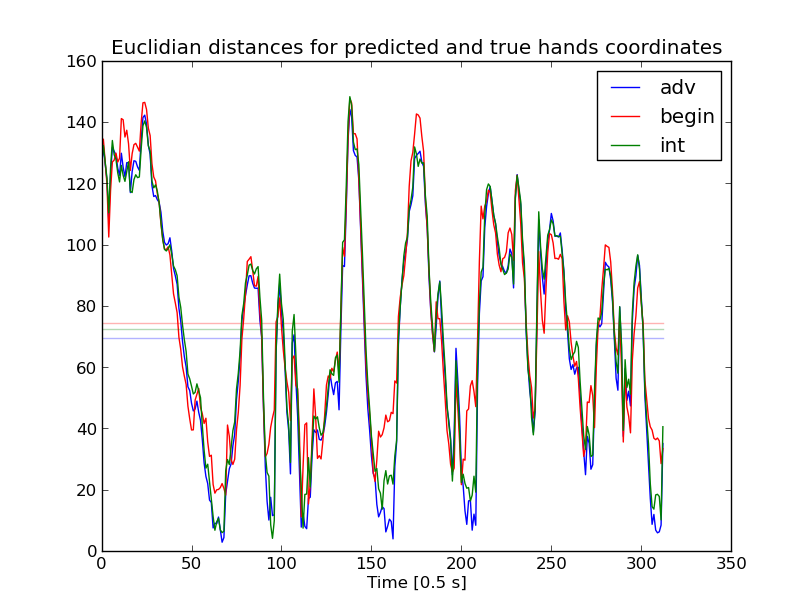 Euclidian distances for predicted and true hands coordinates
160
140
120
100
80
60
40
20
0
adv
begin
int
0 50 100 150 200 250 300 350
Time [0.5 s]